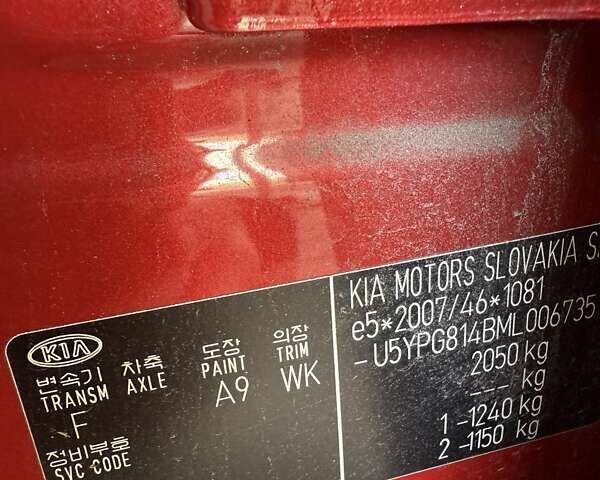 KIA MOTORS SLOVAKIA S.
e5*2007/46*1081
-U5YPG814BML006735
2050 kg
--- kg
1 -1240 kg
2 -1150 kg
KIA
변속기 차축 도장 의장
TRANSM AXLE PAINT TRIM
F A9 WK
정비부호
SVC CODE